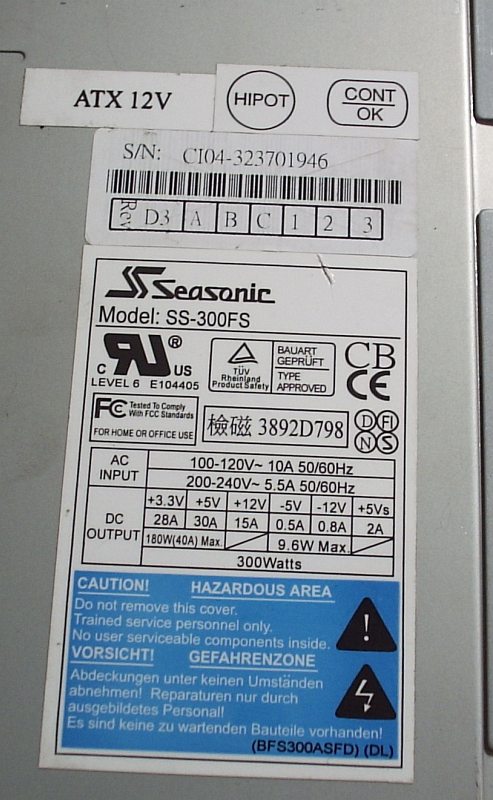 ATX 12V
HIPOT
CONT
OK
S/N: CI04-323701946
Rev D3 A B C 1 2 3
Seasonic
Model: SS-300FS
C RU ® US
LEVEL 6 E104405
TÜV
Rheinland
Product Safety
BAUART
GEPRÜFT
TYPE
APPROVED
CB
CE
FC Tested To Comply
With FCC Standards
FOR HOME OR OFFICE USE
檢磁 3892D798
D FI
N S
AC
INPUT
100-120V~ 10A 50/60Hz
200-240V~ 5.5A 50/60Hz
DC
OUTPUT
+3.3V +5V +12V -5V -12V +5Vs
28A 30A 15A 0.5A 0.8A 2A
180W(40A) Max. 9.6W Max.
300Watts
CAUTION! HAZARDOUS AREA
Do not remove this cover.
Trained service personnel only.
No user serviceable components inside.
VORSICHT! GEFAHRENZONE
Abdeckungen unter keinen Umständen
abnehmen! Reparaturen nur durch
ausgebildetes Personal!
Es sind keine zu wartenden Bauteile vorhanden!
(BFS300ASFD) (DL)